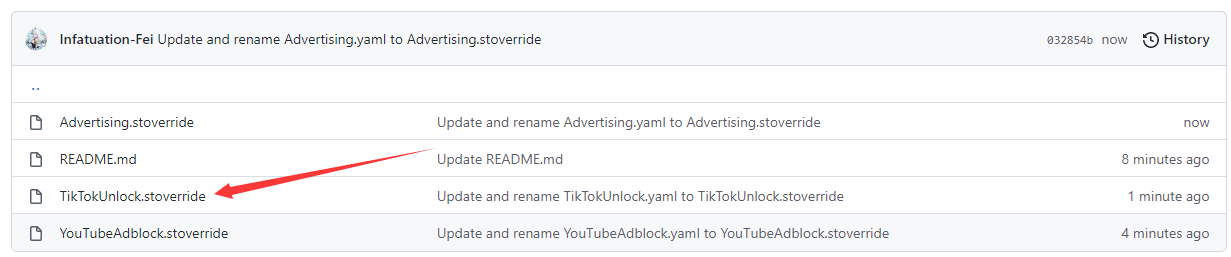 Infatuation-Fei Update and rename Advertising.yaml to Advertising.stoverride 032854b now History
..
Advertising.stoverride Update and rename Advertising.yaml to Advertising.stoverride now
README.md Update README.md 8 minutes ago
TikTokUnlock.stoverride Update and rename TikTokUnlock.yaml to TikTokUnlock.stoverride 1 minute ago
YouTubeAdblock.stoverride Update and rename YouTubeAdblock.yaml to YouTubeAdblock.stoverride 4 minutes ago